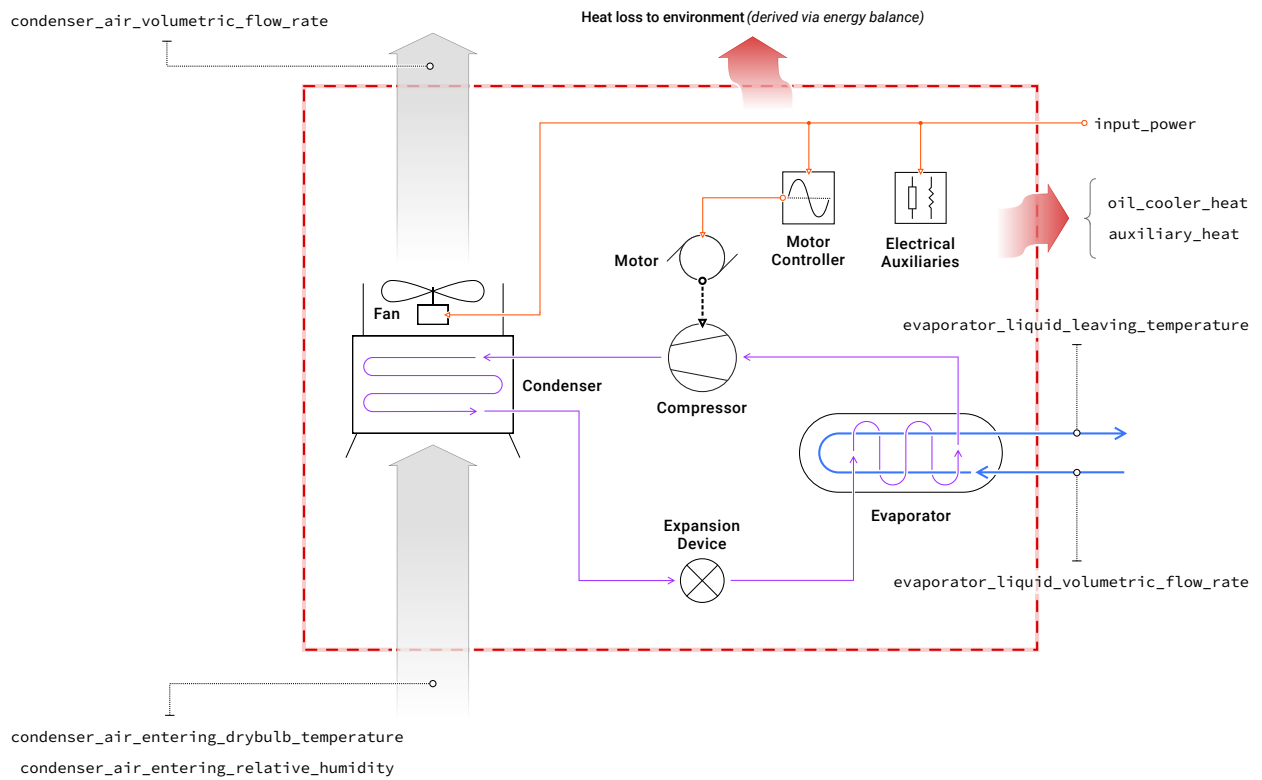 condenser_air_volumetric_flow_rate
Heat loss to environment (derived via energy balance)
input_power
oil_cooler_heat
auxiliary_heat
Motor
Controller
Electrical
Auxiliaries
Motor
Fan
evaporator_liquid_leaving_temperature
Condenser
Compressor
Evaporator
Expansion
Device
evaporator_liquid_volumetric_flow_rate
condenser_air_entering_drybulb_temperature
condenser_air_entering_relative_humidity